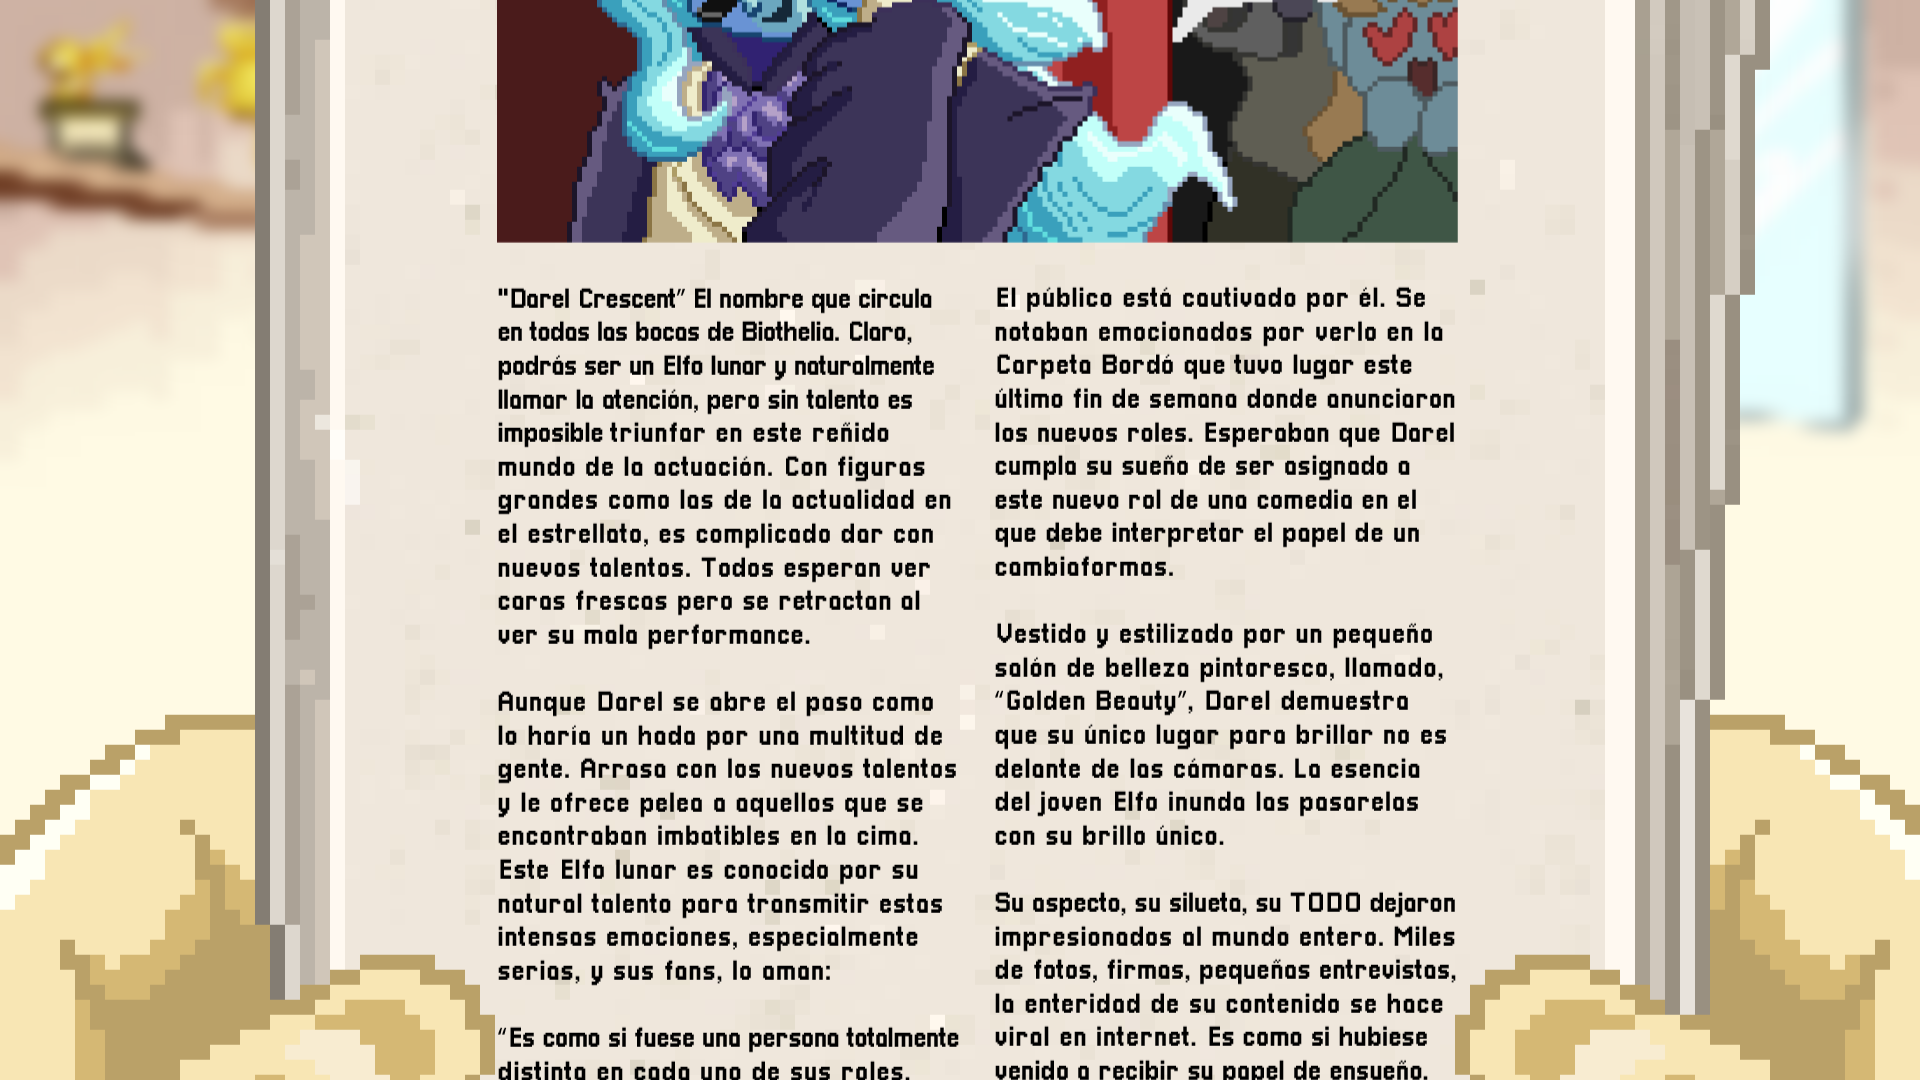 "Darel Crescent” El nombre que circula
en todas las bocas de Biothelia. Claro,
podrás ser un Elfo lunar y naturalmente
llamar la atención, pero sin talento es
imposible triunfar en este reñido
mundo de la actuación. Con figuras
grandes como las de la actualidad en
el estrellato, es complicado dar con
nuevos talentos. Todos esperan ver
caras frescas pero se retractan al
ver su mala performance.
Aunque Darel se abre el paso como
lo haría un hada por una multitud de
gente. Arrasa con los nuevos talentos
y le ofrece pelea a aquellos que se
encontraban imbatibles en la cima.
Este Elfo lunar es conocido por su
natural talento para transmitir estas
intensas emociones, especialmente
serias, y sus fans, lo aman:
“Es como si fuese una persona totalmente
distinta en cada uno de sus roles.
El público está cautivado por él. Se
notaban emocionados por verlo en la
Carpeta Bordó que tuvo lugar este
último fin de semana donde anunciaron
los nuevos roles. Esperaban que Darel
cumpla su sueño de ser asignado a
este nuevo rol de una comedia en el
que debe interpretar el papel de un
cambiaformas.
Vestido y estilizado por un pequeño
salón de belleza pintoresco, llamado,
“Golden Beauty”, Darel demuestra
que su único lugar para brillar no es
delante de las cámaras. La esencia
del joven Elfo inunda las pasarelas
con su brillo único.
Su aspecto, su silueta, su TODO dejaron
impresionados al mundo entero. Miles
de fotos, firmas, pequeñas entrevistas,
la enteridad de su contenido se hace
viral en internet. Es como si hubiese
venido a recibir su papel de ensueño.